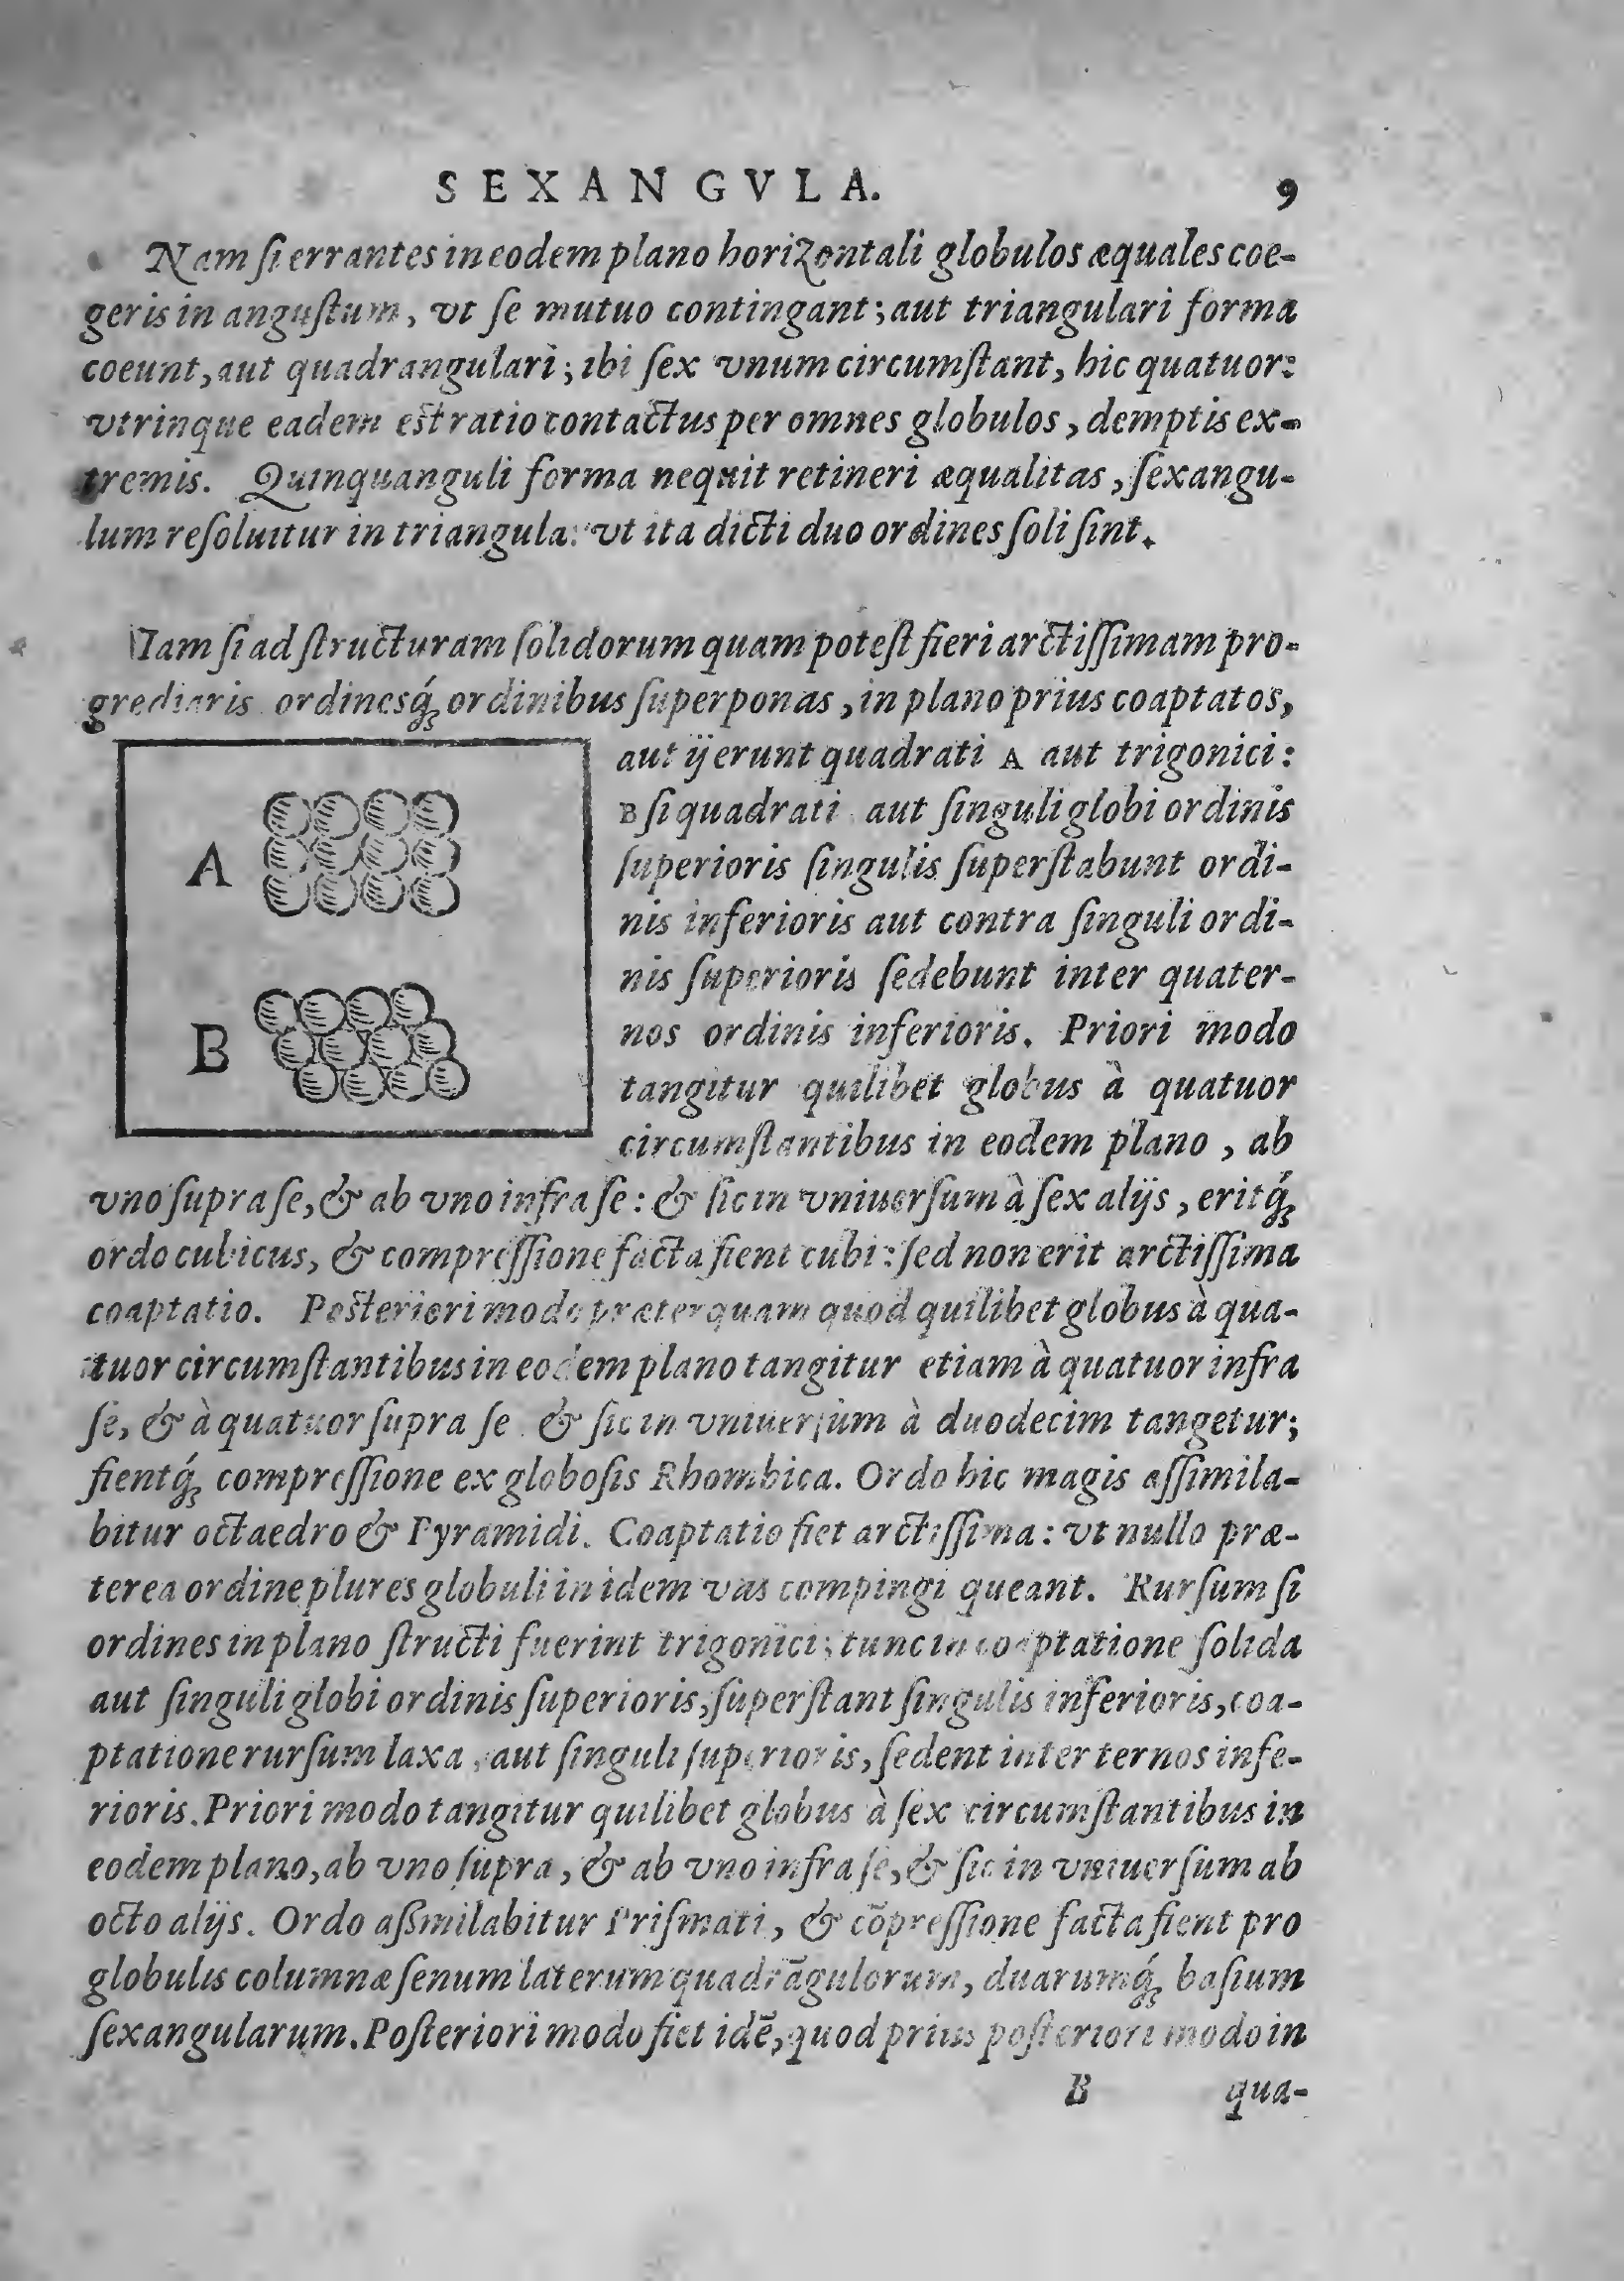 SEXANGVLA. 9
Nam ſi errantes in eodem plano horizontali globulos æquales coe-
geris in anguſtum, vt ſe mutuo contingant; aut triangulari forma
coeunt, aut quadrangulari; ibi ſex vnum circumſtant, hic quatuor:
vtrinque eadem eſt ratio contactus per omnes globulos, demptis ex-
tremis. Quinquanguli forma nequit retineri æqualitas, ſexangu-
lum reſoluitur in triangula: vt ita dicti duo ordines ſoli ſint.
Nam ſi ad ſtructuram ſolidorum quam poteſt fieri arctiſſimam pro-
grediaris ordinesq́ꝫ ordinibus ſuperponas, in plano prius coaptatos,
aut ij erunt quadrati A aut trigonici:
B ſi quadrati aut ſinguli globi ordinis
ſuperioris ſingulis ſuperſtabunt ordi-
nis inferioris aut contra ſinguli ordi-
nis ſuperioris ſedebunt inter quater-
nos ordinis inferioris. Priori modo
tangitur quilibet globus à quatuor
circumſtantibus in eodem plano, ab
A
B
vno ſupra ſe, & ab vno infra ſe: & ſic in vniuerſum à ſex alijs, eritq́ꝫ
ordo cubicus, & compreſſione facta fient cubi: ſed non erit arctiſſima
coaptatio. Poſteriori modo præterquam quod quilibet globus à qua-
tuor circumſtantibus in eodem plano tangitur etiam à quatuor infra
ſe, & à quatuor ſupra ſe & ſic in vniuerſum à duodecim tangetur;
fientq́ꝫ compreſſione ex globoſis Rhombica. Ordo hic magis aſſimila-
bitur octaedro & Pyramidi. Coaptatio fiet arctiſſima: vt nullo præ-
terea ordine plures globuli in idem vas compingi queant. Rurſum ſi
ordines in plano ſtructi fuerint trigonici; tunc in coaptatione ſolida
aut ſinguli globi ordinis ſuperioris, ſuperſtant ſingulis inferioris, coa-
ptatione rurſum laxa, aut ſinguli ſuperioris, ſedent inter ternos infe-
rioris. Priori modo tangitur quilibet globus à ſex circumſtantibus in
eodem plano, ab vno ſupra, & ab vno infra ſe, & ſic in vniuerſum ab
octo alijs. Ordo aßimilabitur Priſmati, & cõpreſſione facta fient pro
globulis columnæ ſenum laterum quadrãgulorum, duarumq́ꝫ baſium
ſexangularum. Poſteriori modo fiet idẽ, quod prius poſteriori modo in
B qua-